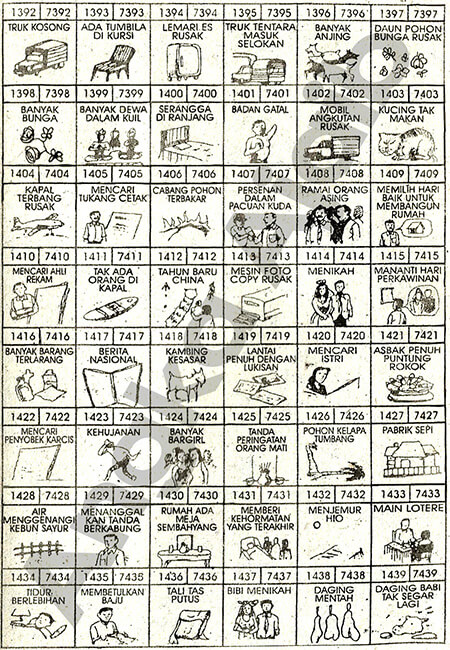 1392 7392 1393 7393 1394 7394 1395 7395 1396 7396 1397 7397
TRUK KOSONG
ADA TUMBILA
DI KURSI
LEMARI ES
RUSAK
TRUK TENTARA
MASUK
SELOKAN
BANYAK
ANJING
DAUN POHON
BUNGA RUSAK
1398 7398 1399 7399 1400 7400 1401 7401 1402 7402 1403 7403
BANYAK
BUNGA
BANYAK DEWA
DALAM KUIL
SERANGGA
DI RANJANG
BADAN GATAL
MOBIL
ANGKUTAN
RUSAK
KUCING TAK
MAKAN
1404 7404 1405 7405 1406 7406 1407 7407 1408 7408 1409 7409
KAPAL
TERBANG
RUSAK
MENCARI
TUKANG CETAK
CABANG POHON
TERBAKAR
PERSENAN
DALAM
PACUAN KUDA
RAMAI ORANG
ASING
MEMILIH HARI
BAIK UNTUK
MEMBANGUN
RUMAH
1410 7410 1411 7411 1412 7412 1413 7413 1414 7414 1415 7415
MENCARI AHLI
REKAM
TAK ADA
ORANG DI
KAPAL
TAHUN BARU
CHINA
MESIN FOTO
COPY RUSAK
MENIKAH
MANANTI HARI
PERKAWINAN
1416 7416 1417 7417 1418 7418 1419 7419 1420 7420 1421 7421
BANYAK BARANG
TERLARANG
BERITA
NASIONAL
KAMBING
KESASAR
LANTAI
PENUH DENGAN
LUKISAN
MENCARI
ISTRI
ASBAK PENUH
PUNTUNG
ROKOK
1422 7422 1423 7423 1424 7424 1425 7425 1426 7426 1427 7427
MENCARI
PENYOBEK KARCIS
KEHUJANAN
BANYAK
BARGIRL
TANDA
PERINGATAN
ORANG MATI
POHON KELAPA
TUMBANG
PABRIK SEPI
1428 7428 1429 7429 1430 7430 1431 7431 1432 7432 1433 7433
AIR
MENGGENANGI
KEBUN SAYUR
MENANGGAL
KAN TANDA
BERKABUNG
RUMAH ADA
MEJA
SEMBAHYANG
MEMBERI
KEHORMATAN
YANG TERAKHIR
MENJEMUR
HIO
MAIN LOTERE
1434 7434 1435 7435 1436 7436 1437 7437 1438 7438 1439 7439
TIDUR
BERLEBIHAN
MEMBETULKAN
BAJU
TALI TAS
PUTUS
BIBI MENIKAH
DAGING
MENTAH
DAGING BABI
TAK SEGAR
LAGI